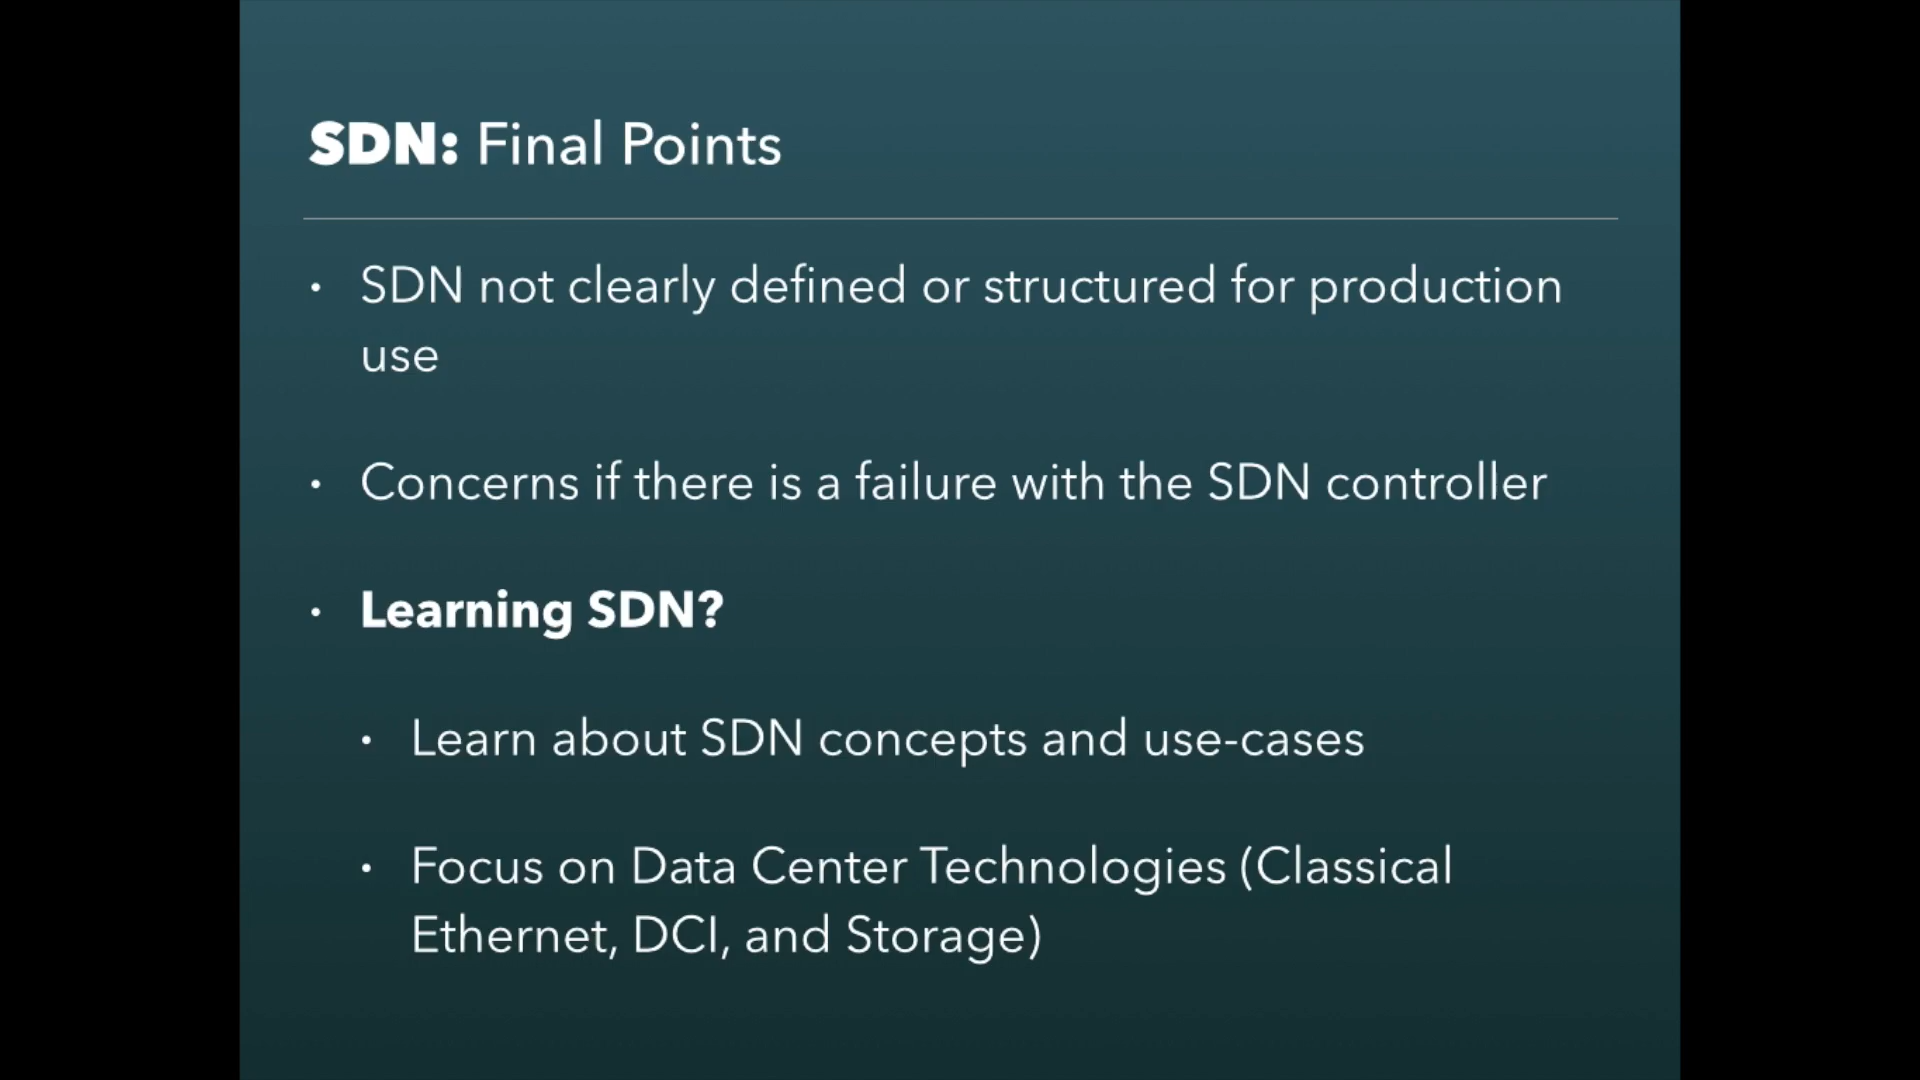 SDN: Final Points
• SDN not clearly defined or structured for production
use
• Concerns if there is a failure with the SDN controller
• Learning SDN?
• Learn about SDN concepts and use-cases
• Focus on Data Center Technologies (Classical
Ethernet, DCI, and Storage)